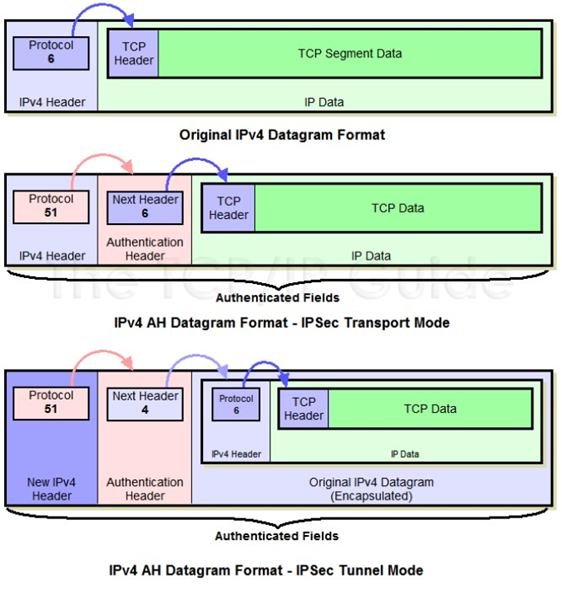 Protocol
6
TCP
Header
TCP Segment Data
IPv4 Header
IP Data
Original IPv4 Datagram Format
Protocol
51
Next Header
6
TCP
Header
TCP Data
IPv4 Header
Authentication
Header
IP Data
The TCP/IP Guide
Authenticated Fields
IPv4 AH Datagram Format - IPSec Transport Mode
Protocol
51
Next Header
4
Protocol
6
TCP
Header
TCP Data
IPv4 Header
IP Data
New IPv4
Header
Authentication
Header
Original IPv4 Datagram
(Encapsulated)
Authenticated Fields
IPv4 AH Datagram Format - IPSec Tunnel Mode